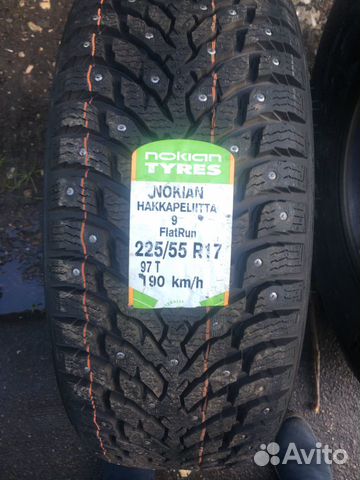 nokian
TYRES
NOKIAN
HAKKAPELIITTA
9
FlatRun
225/55 R17
97 T
190 km/h
Avito